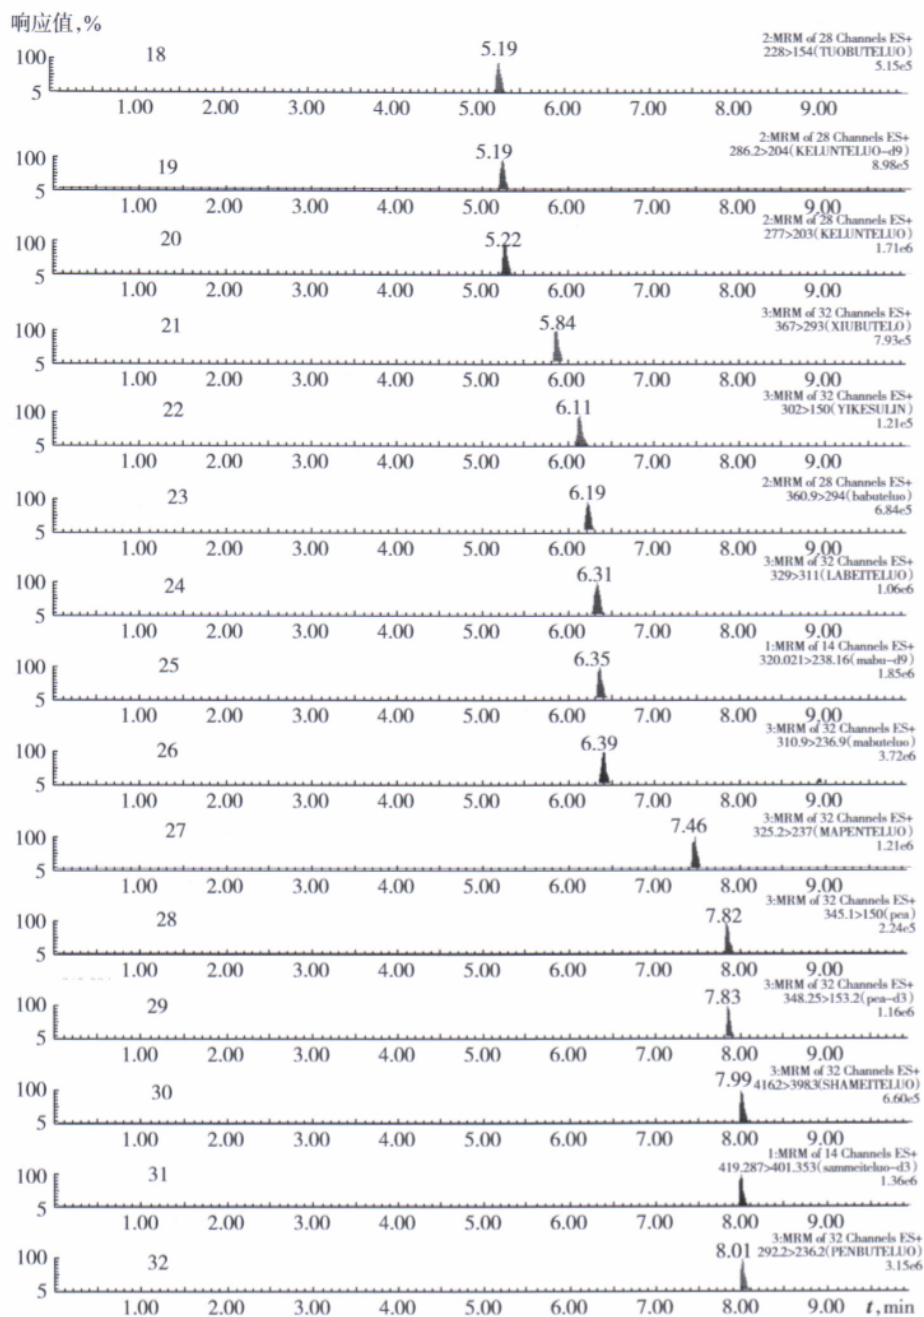 响应值,%
18
5.19
2:MRM of 28 Channels ES+
228>154(TUOBUTELUO)
5.15e5
100
5
1.00 2.00 3.00 4.00 5.00 6.00 7.00 8.00 9.00
19
5.19
2:MRM of 28 Channels ES+
286.2>204(KELUNTELUO-d9)
8.98e5
100
5
1.00 2.00 3.00 4.00 5.00 6.00 7.00 8.00 9.00
20
5.22
2:MRM of 28 Channels ES+
277>203(KELUNTELUO)
1.71e6
100
5
1.00 2.00 3.00 4.00 5.00 6.00 7.00 8.00 9.00
21
5.84
3:MRM of 32 Channels ES+
367>293(XIUBUTELO)
7.93e5
100
5
1.00 2.00 3.00 4.00 5.00 6.00 7.00 8.00 9.00
22
6.11
3:MRM of 32 Channels ES+
302>150(YIKESULIN)
1.21e5
100
5
1.00 2.00 3.00 4.00 5.00 6.00 7.00 8.00 9.00
23
6.19
2:MRM of 28 Channels ES+
360.9>294(babuteluo)
6.84e5
100
5
1.00 2.00 3.00 4.00 5.00 6.00 7.00 8.00 9.00
24
6.31
3:MRM of 32 Channels ES+
329>311(LABEITELUO)
1.06e6
100
5
1.00 2.00 3.00 4.00 5.00 6.00 7.00 8.00 9.00
25
6.35
1:MRM of 14 Channels ES+
320.021>238.16(mabu-d9)
1.85e6
100
5
1.00 2.00 3.00 4.00 5.00 6.00 7.00 8.00 9.00
26
6.39
3:MRM of 32 Channels ES+
310.9>236.9(mabuteluo)
3.72e6
100
5
1.00 2.00 3.00 4.00 5.00 6.00 7.00 8.00 9.00
27
7.46
3:MRM of 32 Channels ES+
325.2>237(MAPENTELUO)
1.21e6
100
5
1.00 2.00 3.00 4.00 5.00 6.00 7.00 8.00 9.00
28
7.82
3:MRM of 32 Channels ES+
345.1>150(pea)
2.24e5
100
5
1.00 2.00 3.00 4.00 5.00 6.00 7.00 8.00 9.00
29
7.83
3:MRM of 32 Channels ES+
348.25>153.2(pea-d3)
1.16e6
100
5
1.00 2.00 3.00 4.00 5.00 6.00 7.00 8.00 9.00
30
7.99
3:MRM of 32 Channels ES+
4162>3983(SHAMEITELUO)
6.60e5
100
5
1.00 2.00 3.00 4.00 5.00 6.00 7.00 8.00 9.00
31
1:MRM of 14 Channels ES+
419.287>401.353(sammeiteluo-d3)
1.36e6
100
5
1.00 2.00 3.00 4.00 5.00 6.00 7.00 8.00 9.00
32
8.01
3:MRM of 32 Channels ES+
292.2>236.2(PENBUTELUO)
3.15e6
100
5
1.00 2.00 3.00 4.00 5.00 6.00 7.00 8.00 9.00 t,min